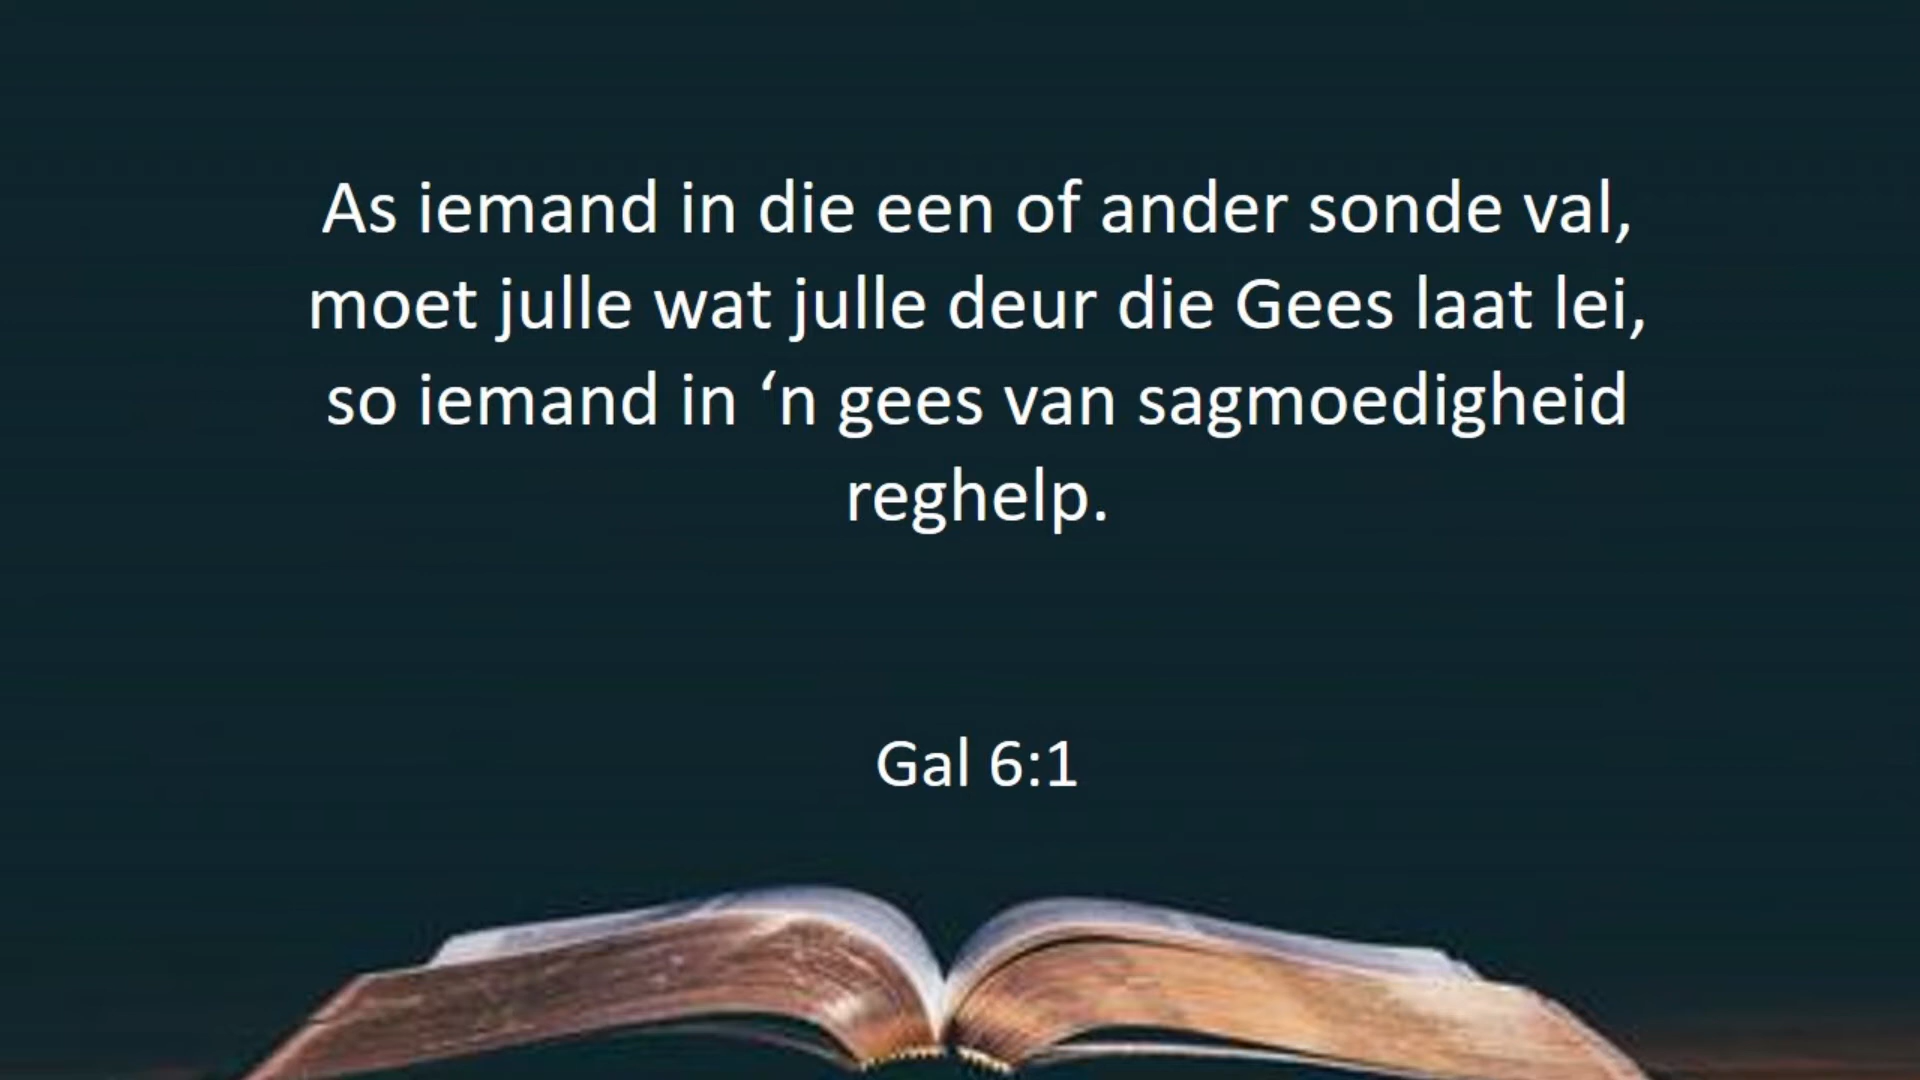 As iemand in die een of ander sonde val,
moet julle wat julle deur die Gees laat lei,
so iemand in ‘n gees van sagmoedigheid
reghelp.
Gal 6:1